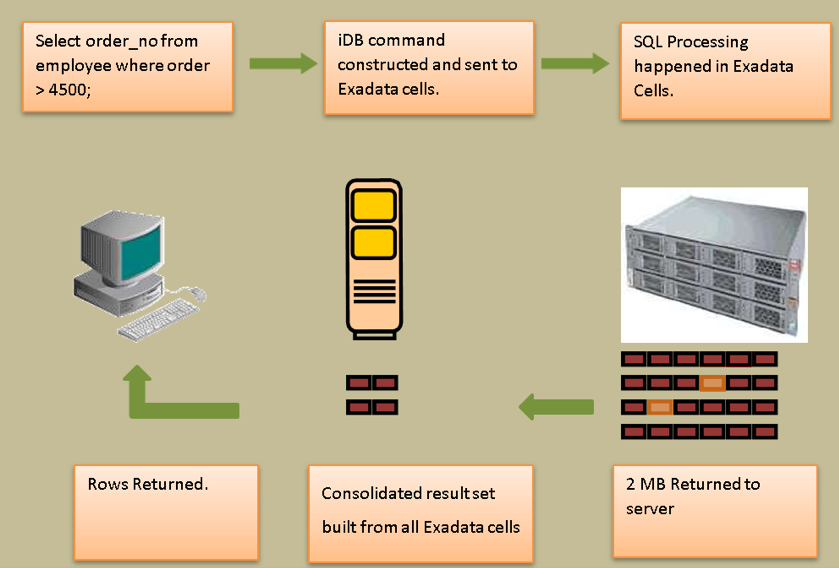 Select order_no from
employee where order
> 4500;
iDB command
constructed and sent to
Exadata cells.
SQL Processing
happened in Exadata
Cells.
Rows Returned.
Consolidated result set
built from all Exadata cells
2 MB Returned to
server